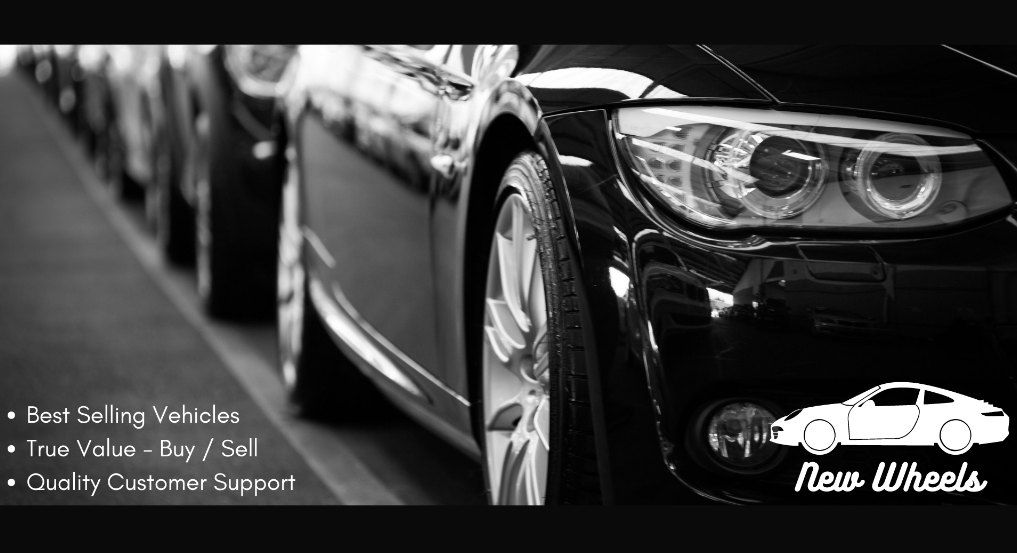 • Best Selling Vehicles
• True Value - Buy / Sell
• Quality Customer Support
New Wheels